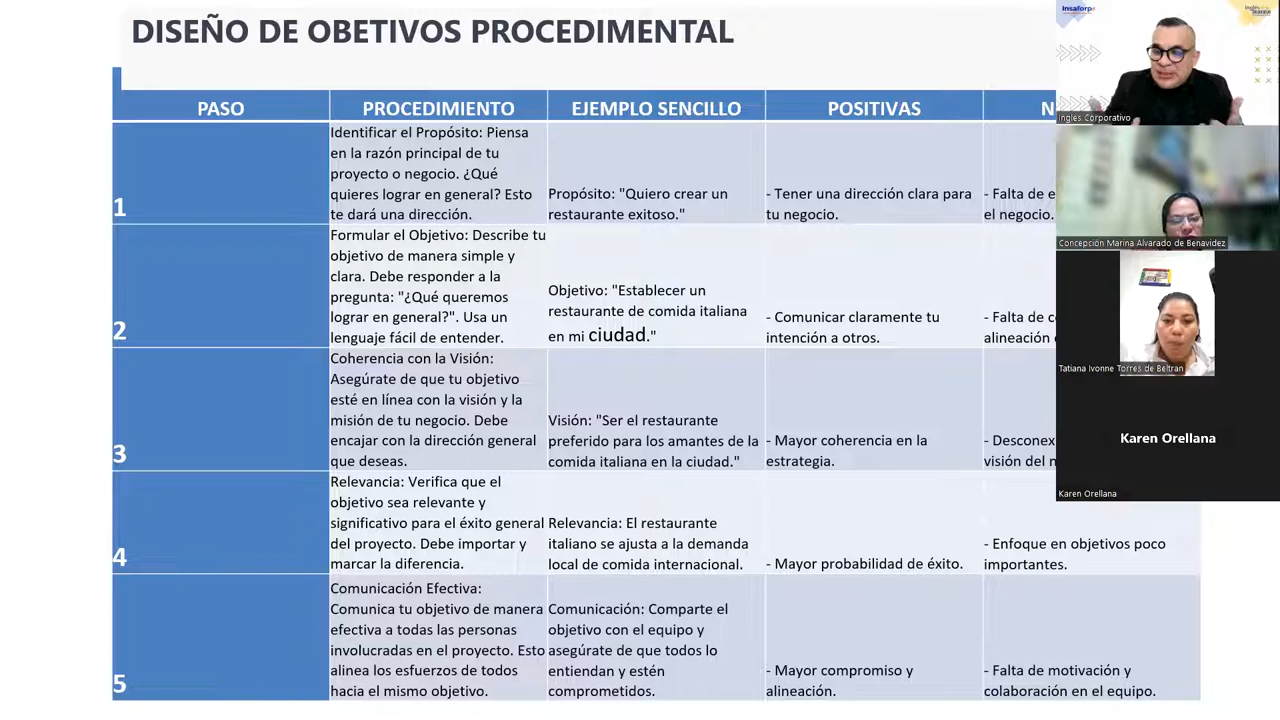 DISEÑO DE OBETIVOS PROCEDIMENTAL
PASO
PROCEDIMIENTO
EJEMPLO SENCILLO
POSITIVAS
N
1
Identificar el Propósito: Piensa
en la razón principal de tu
proyecto o negocio. ¿Qué
quieres lograr en general? Esto
te dará una dirección.
Propósito: "Quiero crear un
restaurante exitoso."
- Tener una dirección clara para
tu negocio.
- Falta de e
el negocio.
2
Formular el Objetivo: Describe tu
objetivo de manera simple y
clara. Debe responder a la
pregunta: "¿Qué queremos
lograr en general?". Usa un
lenguaje fácil de entender.
Objetivo: "Establecer un
restaurante de comida italiana
en mi ciudad."
- Comunicar claramente tu
intención a otros.
- Falta de c
alineación
3
Coherencia con la Visión:
Asegúrate de que tu objetivo
esté en línea con la visión y la
misión de tu negocio. Debe
encajar con la dirección general
que deseas.
Visión: "Ser el restaurante
preferido para los amantes de la
comida italiana en la ciudad."
- Mayor coherencia en la
estrategia.
- Desconex
visión del n
4
Relevancia: Verifica que el
objetivo sea relevante y
significativo para el éxito general
del proyecto. Debe importar y
marcar la diferencia.
Relevancia: El restaurante
italiano se ajusta a la demanda
local de comida internacional.
- Mayor probabilidad de éxito.
- Enfoque en objetivos poco
importantes.
5
Comunicación Efectiva:
Comunica tu objetivo de manera
efectiva a todas las personas
involucradas en el proyecto. Esto
alinea los esfuerzos de todos
hacia el mismo objetivo.
Comunicación: Comparte el
objetivo con el equipo y
asegúrate de que todos lo
entiendan y estén
comprometidos.
- Mayor compromiso y
alineación.
- Falta de motivación y
colaboración en el equipo.
insaforp
Ingles Corporativo
Concepción Marina Alvarado de Benavidez
Tatiana Ivonne Torres de Beltran
Karen Orellana
Karen Orellana